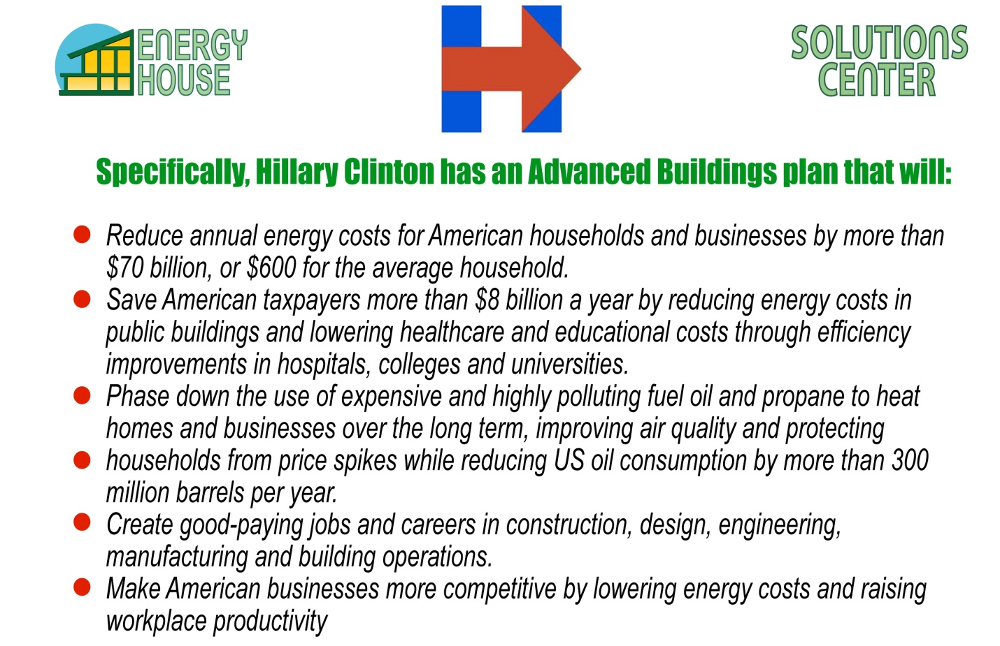 ENERGY
HOUSE
SOLUTIONS
CENTER
Specifically, Hillary Clinton has an Advanced Buildings plan that will:
Reduce annual energy costs for American households and businesses by more than
$70 billion, or $600 for the average household.
Save American taxpayers more than $8 billion a year by reducing energy costs in
public buildings and lowering healthcare and educational costs through efficiency
improvements in hospitals, colleges and universities.
Phase down the use of expensive and highly polluting fuel oil and propane to heat
homes and businesses over the long term, improving air quality and protecting
households from price spikes while reducing US oil consumption by more than 300
million barrels per year.
Create good-paying jobs and careers in construction, design, engineering,
manufacturing and building operations.
Make American businesses more competitive by lowering energy costs and raising
workplace productivity